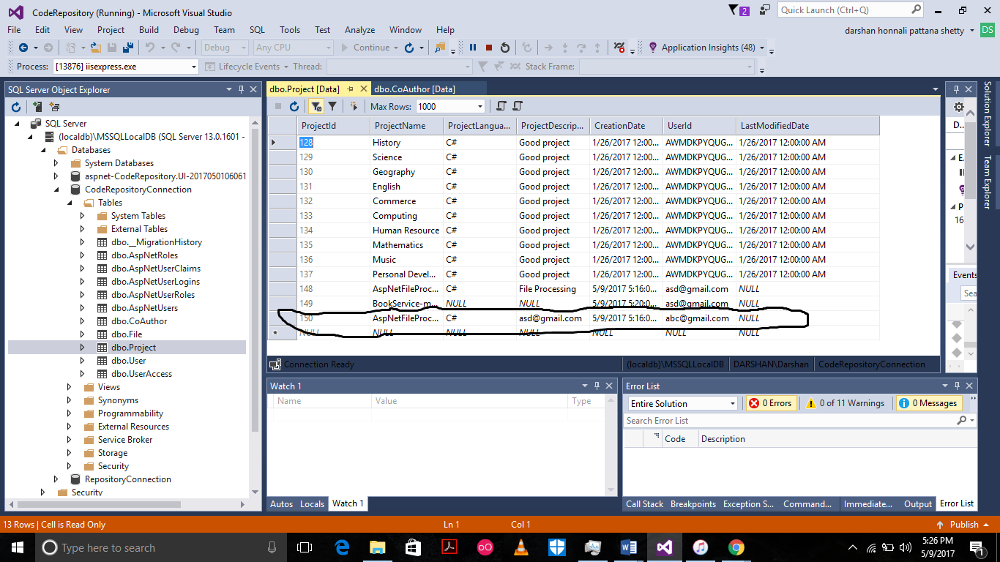 CodeRepository (Running) - Microsoft Visual Studio
2
Quick Launch (Ctrl+Q)
File Edit View Project Build Debug Team SQL Tools Test Analyze Window Help
darshan honnali pattana shetty
DS
Debug Any CPU Continue Application Insights (48)
Process: [13876] iisexpress.exe Lifecycle Events Thread: Stack Frame:
SQL Server Object Explorer
SQL Server
(localdb)\MSSQLLocalDB (SQL Server 13.0.1601 -
Databases
System Databases
aspnet-CodeRepository.UI-2017050106061
CodeRepositoryConnection
Tables
System Tables
External Tables
dbo.__MigrationHistory
dbo.AspNetRoles
dbo.AspNetUserClaims
dbo.AspNetUserLogins
dbo.AspNetUserRoles
dbo.AspNetUsers
dbo.CoAuthor
dbo.File
dbo.Project
dbo.User
dbo.UserAccess
Views
Synonyms
Programmability
External Resources
Service Broker
Storage
Security
RepositoryConnection
Security
dbo.Project [Data] dbo.CoAuthor [Data]
Max Rows: 1000
ProjectId ProjectName ProjectLangua... ProjectDescrip... CreationDate UserId LastModifiedDate
128 History C# Good project 1/26/2017 12:00... AWMDKPYQUG... 1/26/2017 12:00:00 AM
129 Science C# Good project 1/26/2017 12:00... AWMDKPYQUG... 1/26/2017 12:00:00 AM
130 Geography C# Good project 1/26/2017 12:00... AWMDKPYQUG... 1/26/2017 12:00:00 AM
131 English C# Good project 1/26/2017 12:00... AWMDKPYQUG... 1/26/2017 12:00:00 AM
132 Commerce C# Good project 1/26/2017 12:00... AWMDKPYQUG... 1/26/2017 12:00:00 AM
133 Computing C# Good project 1/26/2017 12:00... AWMDKPYQUG... 1/26/2017 12:00:00 AM
134 Human Resource C# Good project 1/26/2017 12:00... AWMDKPYQUG... 1/26/2017 12:00:00 AM
135 Mathematics C# Good project 1/26/2017 12:00... AWMDKPYQUG... 1/26/2017 12:00:00 AM
136 Music C# Good project 1/26/2017 12:00... AWMDKPYQUG... 1/26/2017 12:00:00 AM
137 Personal Devel... C# Good project 1/26/2017 12:00... AWMDKPYQUG... 1/26/2017 12:00:00 AM
148 AspNetFileProc... C# File Processing 5/9/2017 5:16:0... asd@gmail.com NULL
149 BookService-m... NULL NULL 5/9/2017 5:20:0... asd@gmail.com NULL
150 AspNetFileProc... C# asd@gmail.com 5/9/2017 5:16:0... abc@gmail.com NULL
NULL NULL NULL NULL NULL NULL NULL
Connection Ready (localdb)\MSSQLLocalDB DARSHAN\Darshan CodeRepositoryConnection
Watch 1
Name Value Type
Autos Locals Watch 1
Error List
Entire Solution 0 Errors 0 of 11 Warnings 0 Messages
Search Error List
Code Description
Call Stack Breakpoints Exception S... Command... Immediate... Output Error List
D...
E
P
16
Events
Sea
Solution Explorer
Team Explorer
13 Rows | Cell is Read Only Ln 1 Col 1 Publish
Type here to search
5:26 PM
5/9/2017
1